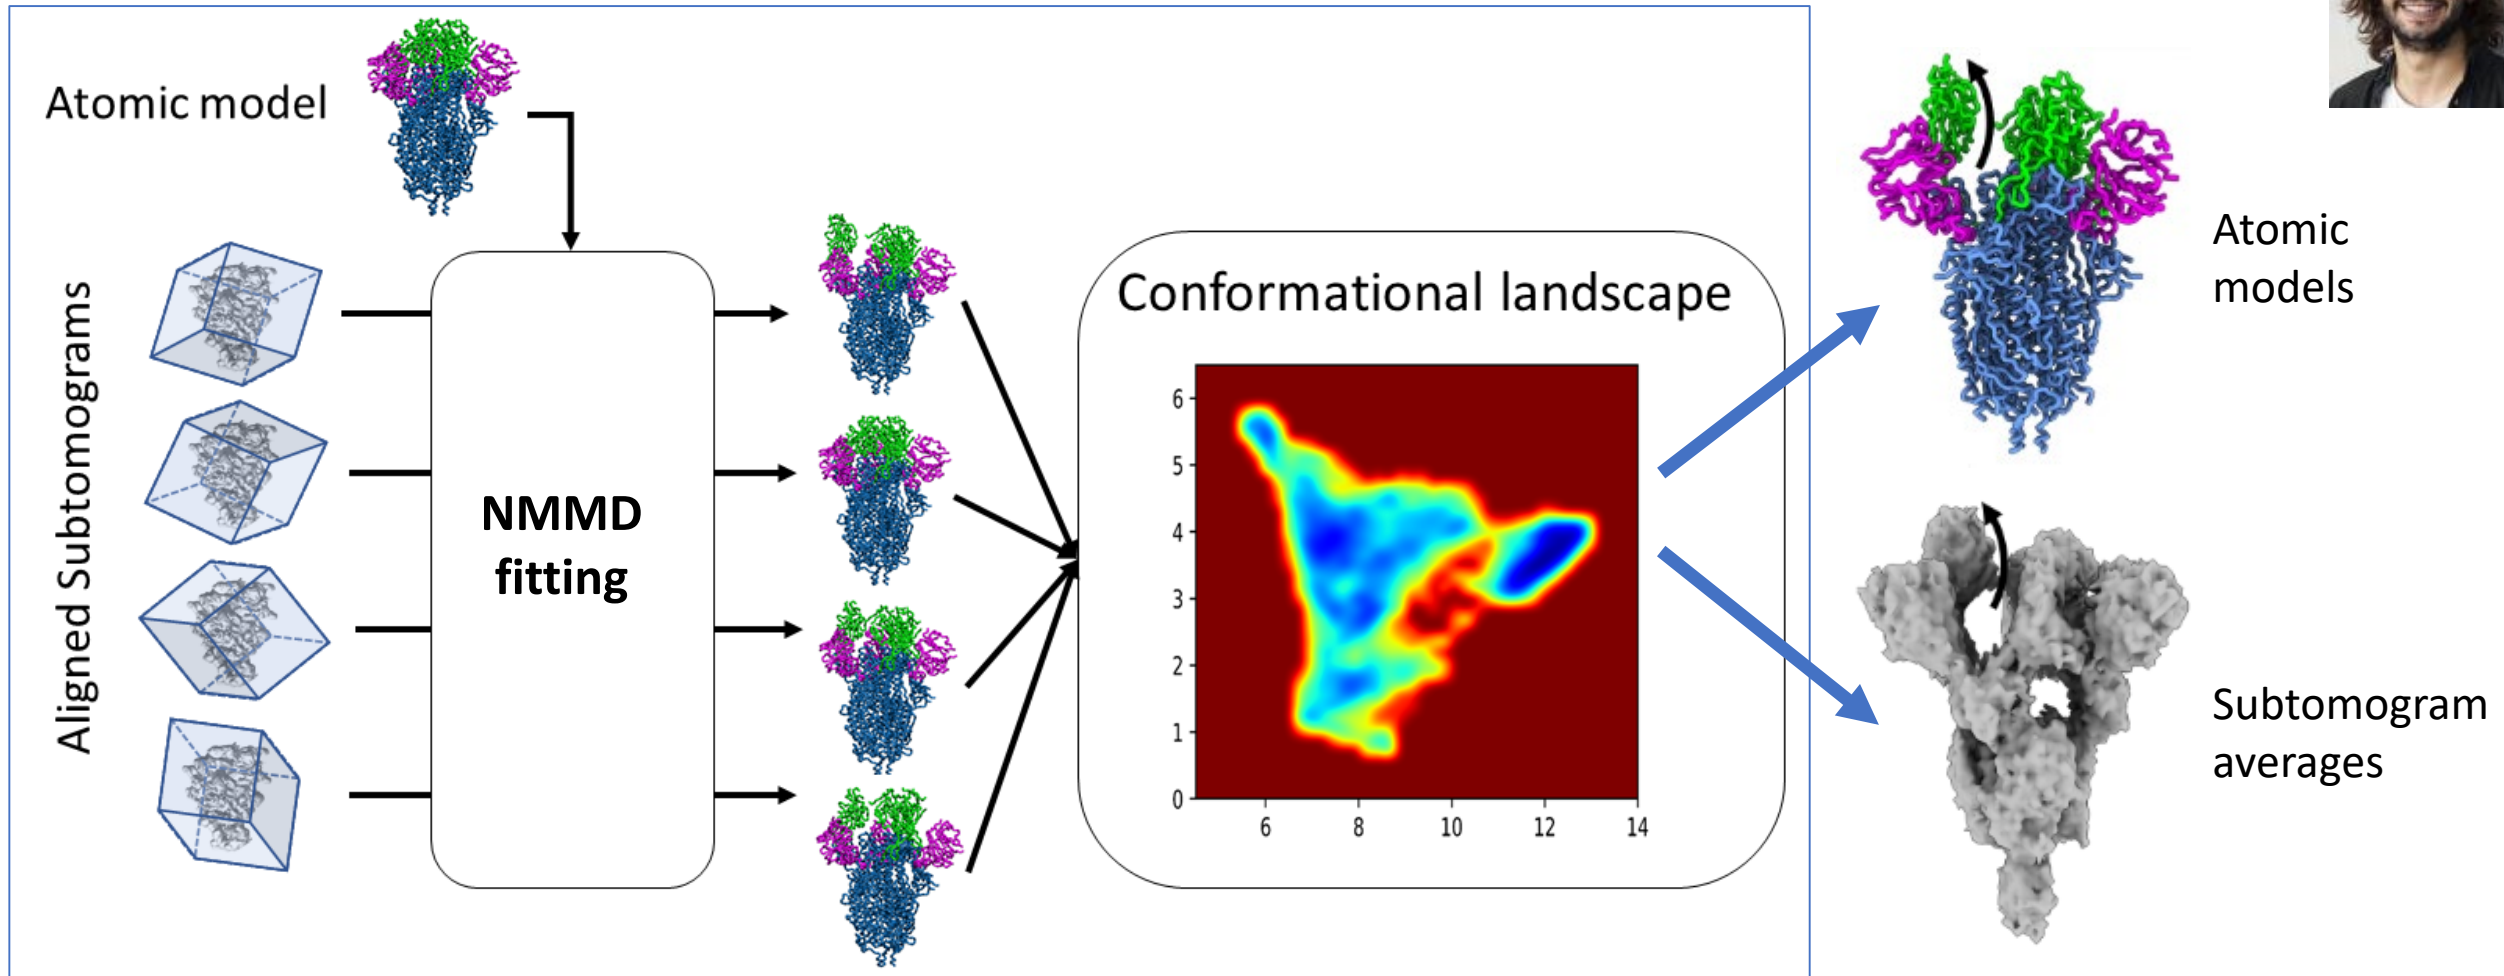 Atomic model
Aligned Subtomograms
NMMD
fitting
Conformational landscape
6
5
4
3
2
1
0
6 8 10 12 14
Atomic
models
Subtomogram
averages